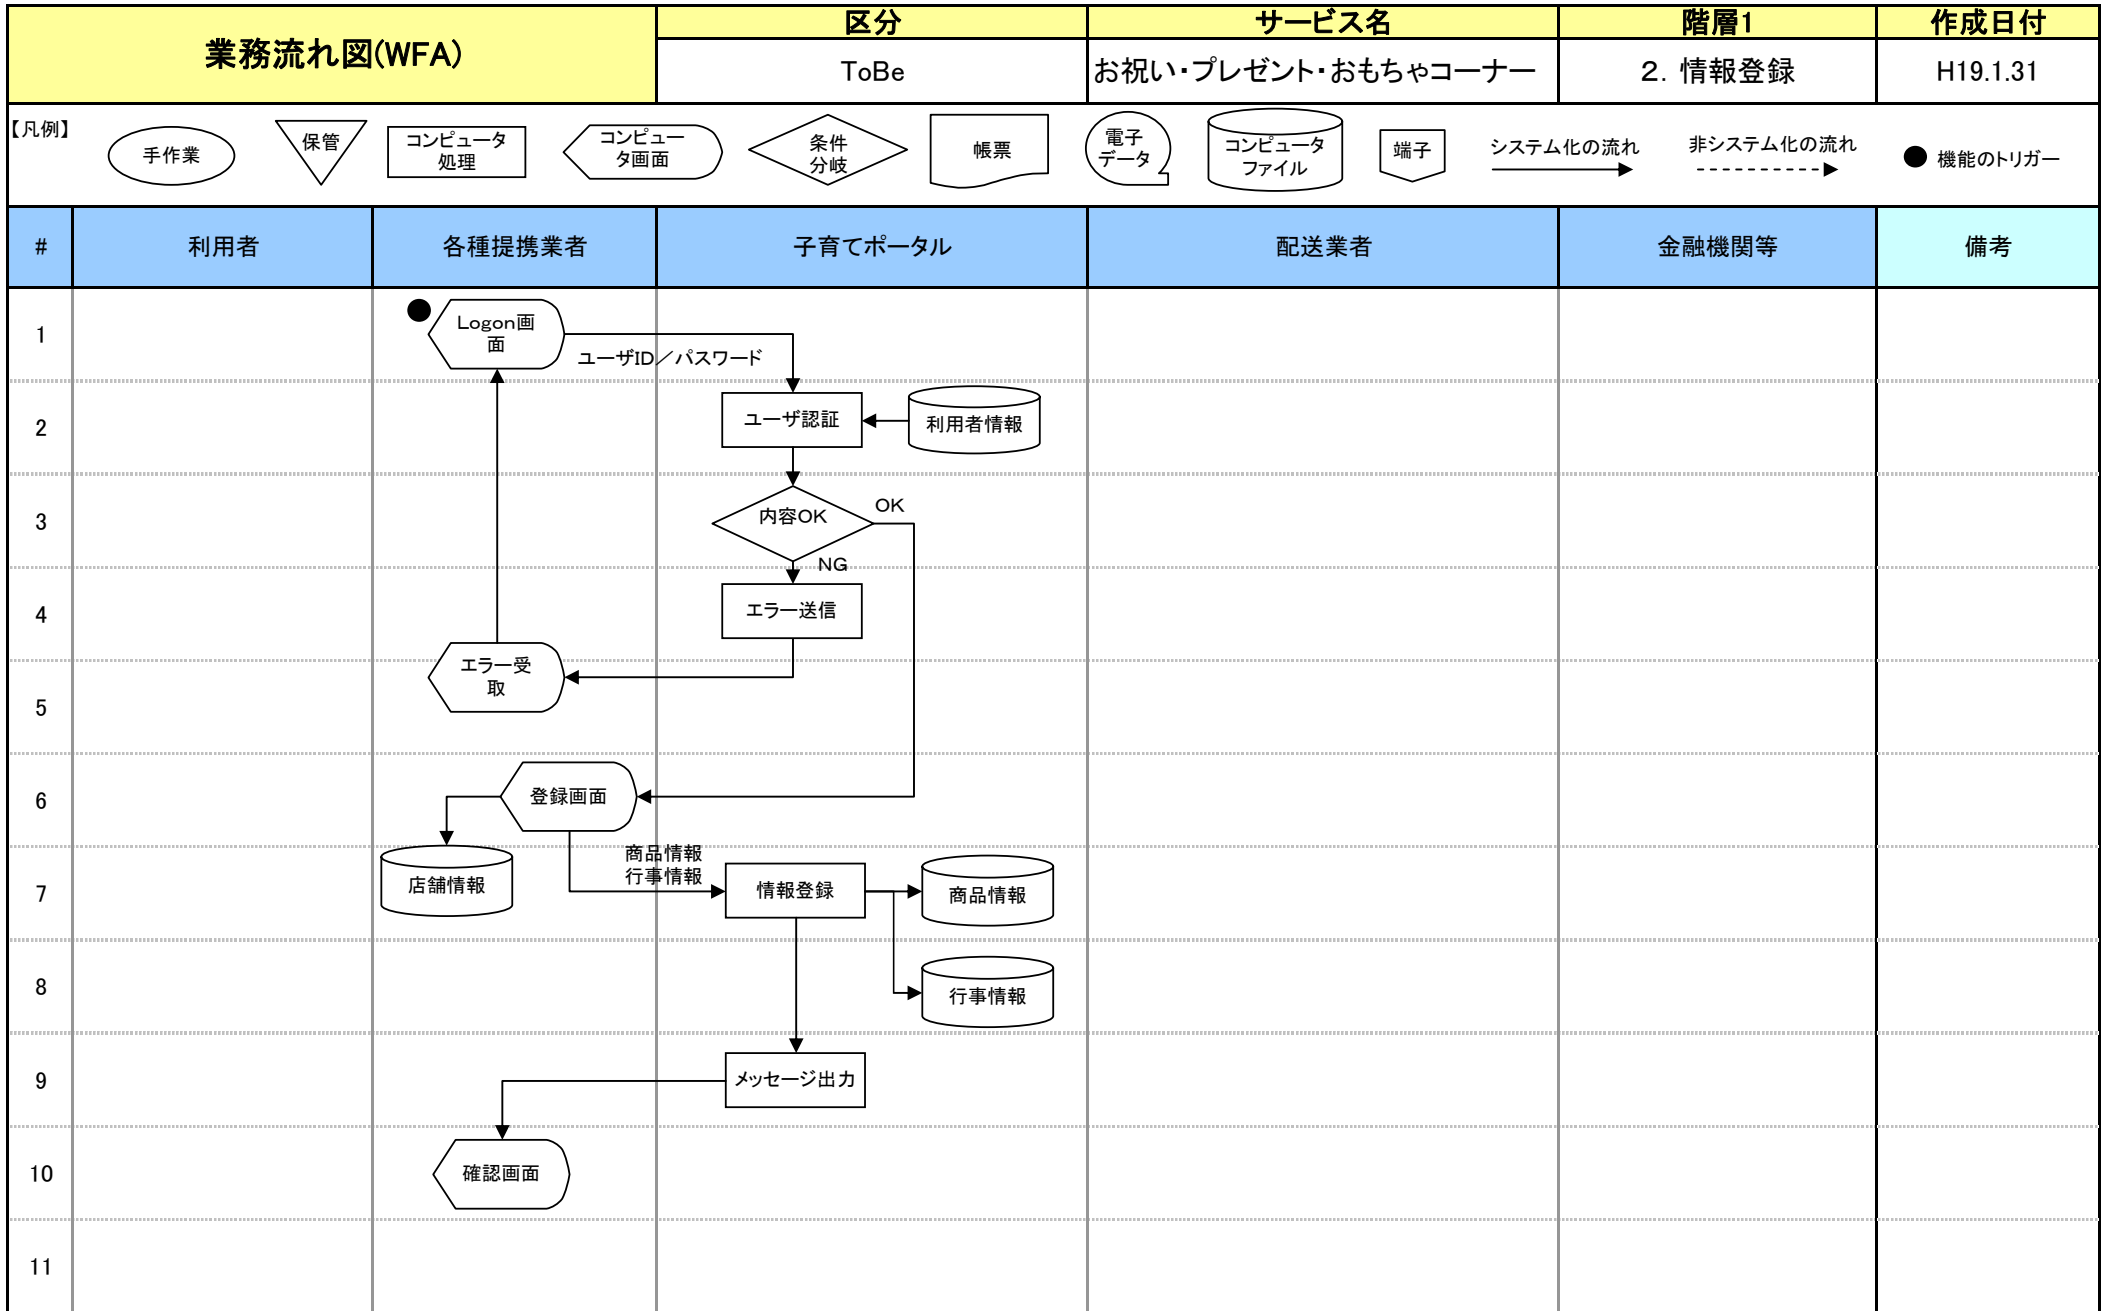 業務流れ図(WFA)
区分
サービス名
階層1
作成日付
ToBe
お祝い・プレゼント・おもちゃコーナー
２．情報登録
H19.1.31
【凡例】
手作業
保管
コンピュータ
処理
コンピュー
タ画面
条件
分岐
帳票
電子
データ
コンピュータ
ファイル
端子
システム化の流れ
非システム化の流れ
機能のトリガー
#
利用者
各種提携業者
子育てポータル
配送業者
金融機関等
備考
1
Ｌｏｇｏｎ画
面
ユーザID／パスワード
2
ユーザ認証
利用者情報
3
内容ＯＫ
ＯＫ
ＮＧ
4
エラー送信
エラー受
取
5
6
登録画面
商品情報
行事情報
7
店舗情報
情報登録
商品情報
8
行事情報
9
メッセージ出力
10
確認画面
11